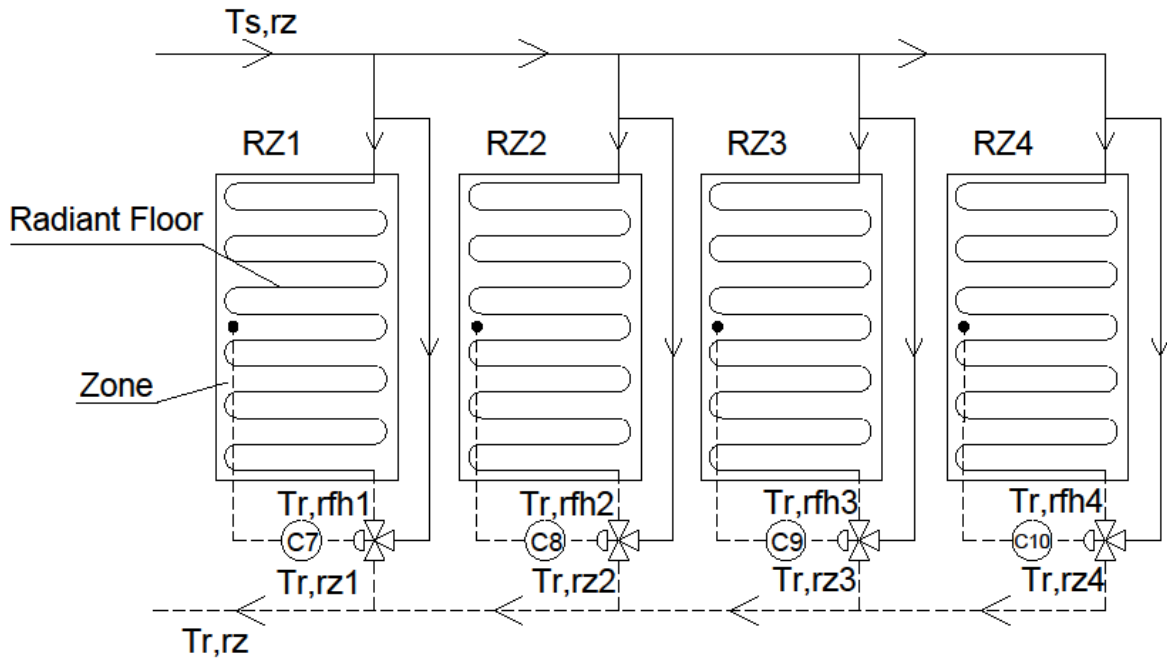 Ts,rz
RZ1 RZ2 RZ3 RZ4
Radiant Floor
Zone
Tr,rfh1 Tr,rfh2 Tr,rfh3 Tr,rfh4
C7 C8 C9 C10
Tr,rz1 Tr,rz2 Tr,rz3 Tr,rz4
Tr,rz